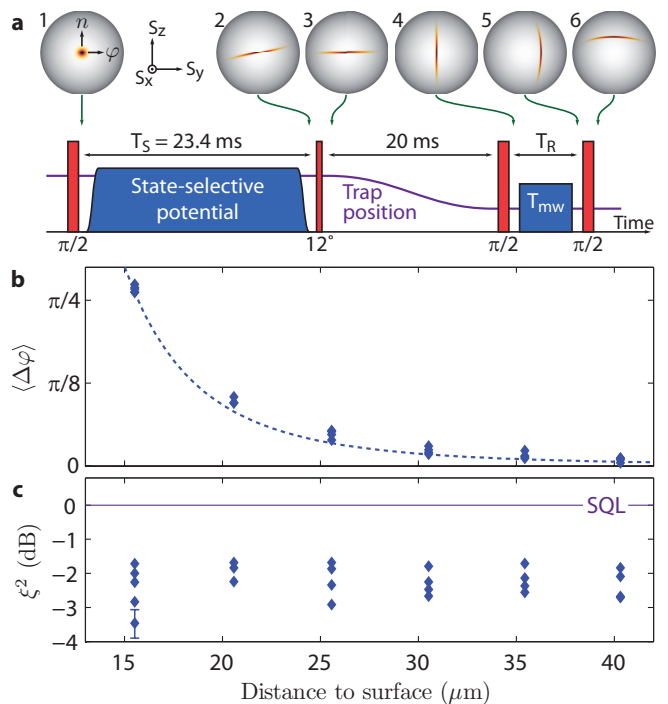 a
1 2 3 4 5 6
n
φ
S_z
S_x S_y
T_S = 23.4 ms 20 ms T_R
State-selective potential
Trap position
T_mw
Time
π/2 12° π/2 π/2
b
π/4
⟨Δφ⟩
π/8
0
c
0
SQL
−1
ξ² (dB)
−2
−3
−4
15 20 25 30 35 40
Distance to surface (μm)